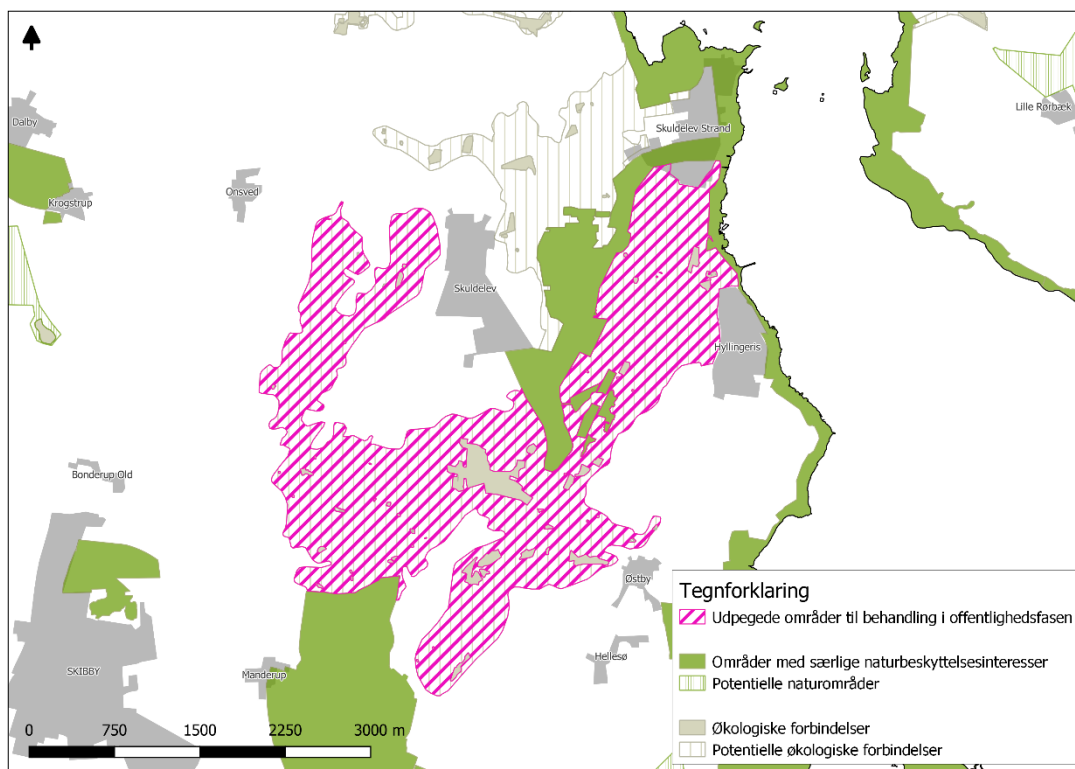 Skuldelev Strand
Lille Rørbæk
Dalby
Krogstrup
Onsved
Skuldelev
Hyllingeris
Bonderup Old
SKIBBY
Østby
Hellesø
Manderup
0 750 1500 2250 3000 m
Tegnforklaring
Udpegede områder til behandling i offentlighedsfasen
Områder med særlige naturbeskyttelsesinteresser
Potentielle naturområder
Økologiske forbindelser
Potentielle økologiske forbindelser